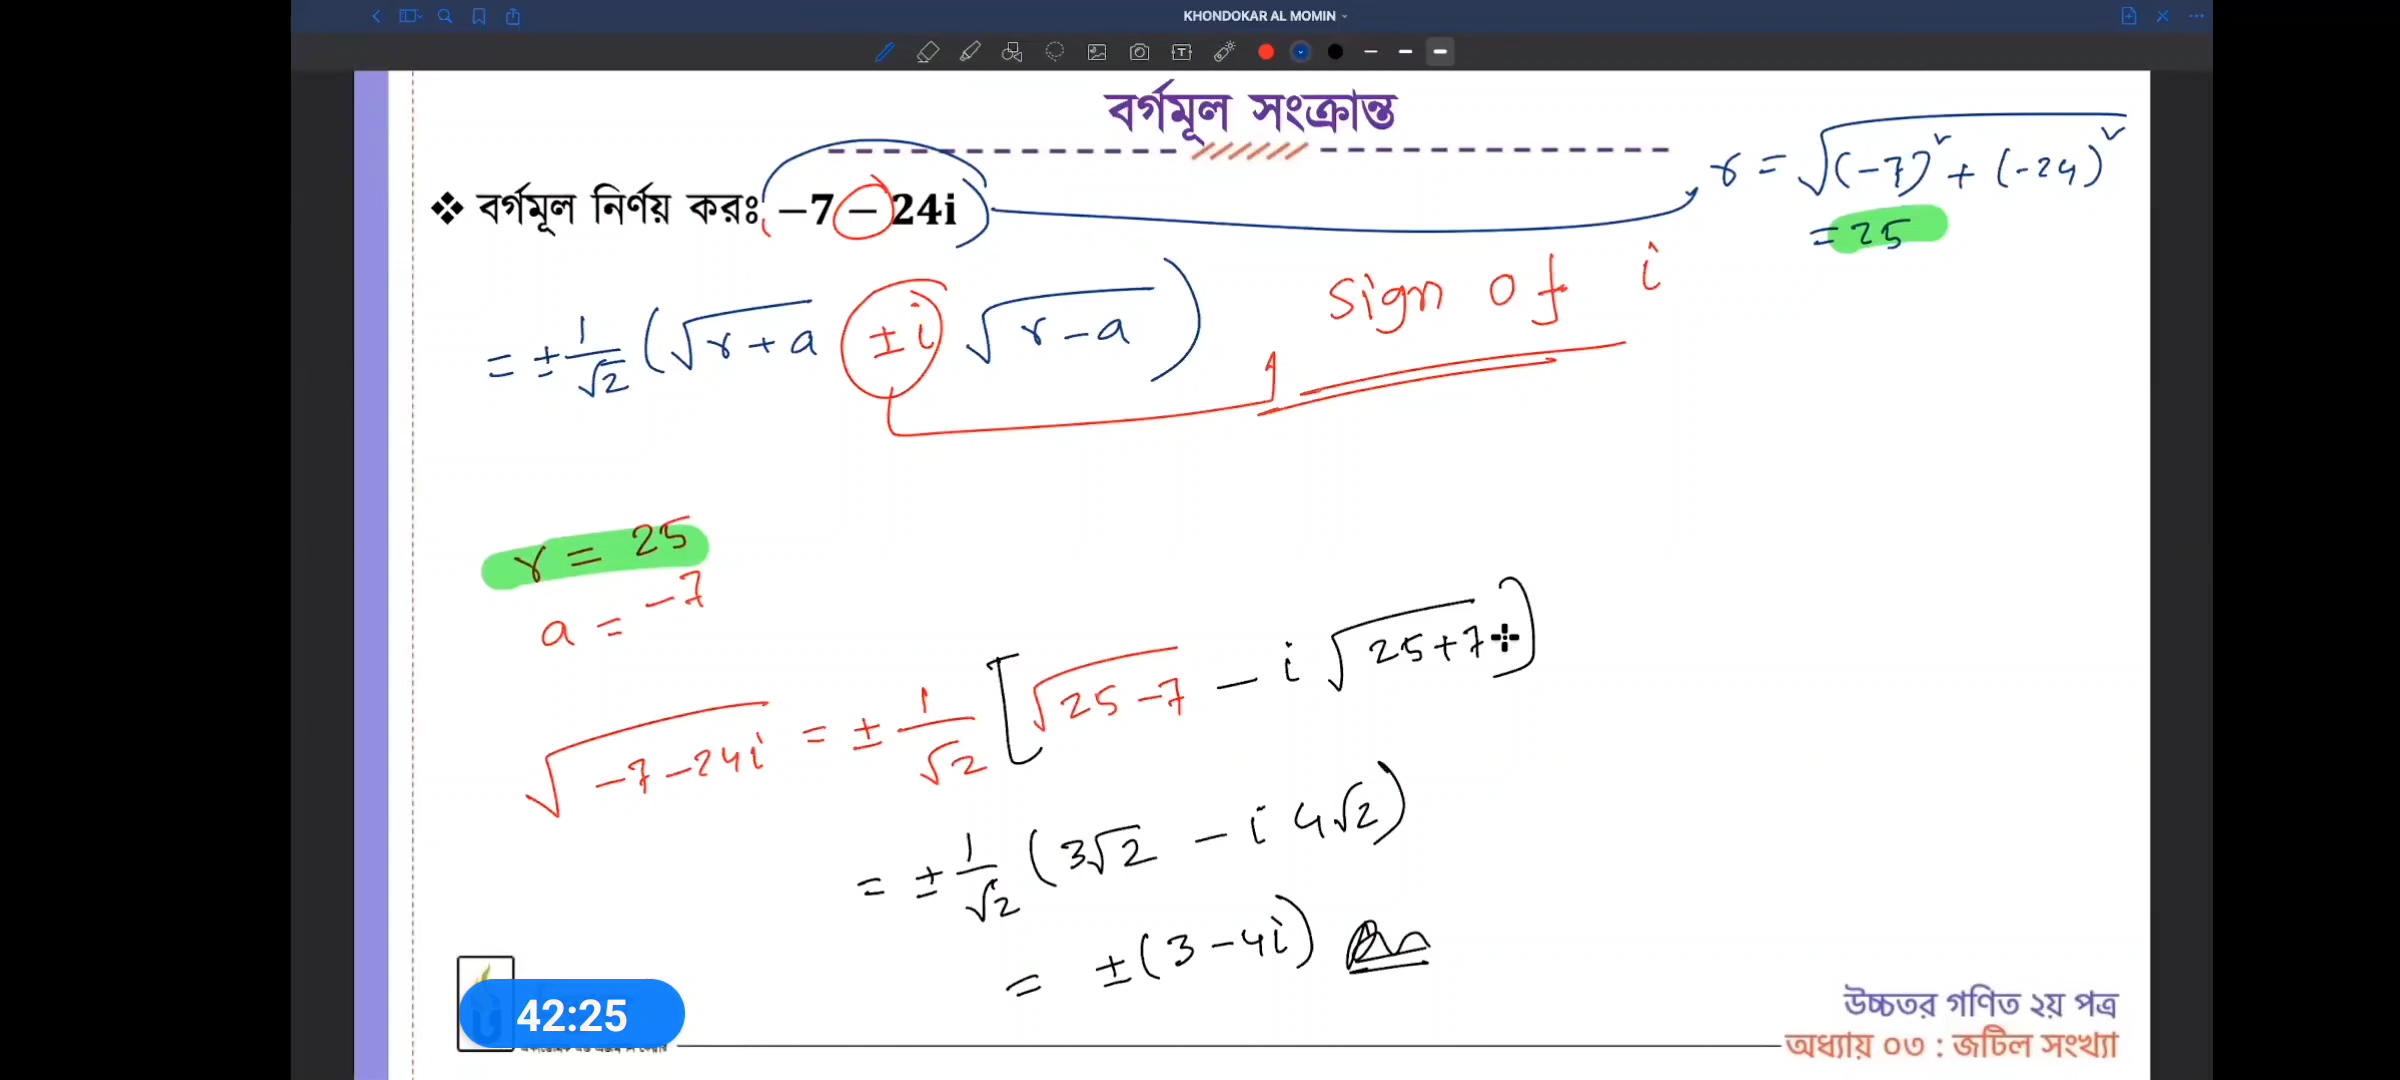 KHONDOKAR AL MOMIN
বর্গমূল সংক্রান্ত
❖ বর্গমূল নির্ণয় করঃ −7 − 24i
r = √((-7)² + (-24)²)
= 25
= ± 1/√2 (√(r + a) ± i √(r - a))
Sign of i
r = 25
a = -7
√(-7-24i) = ± 1/√2 [√(25-7) - i √(25+7)]
= ± 1/√2 (3√2 - i 4√2)
= ± (3 - 4i) Ans
42:25
উচ্চতর গণিত ২য় পত্র
অধ্যায় ০৩ : জটিল সংখ্যা